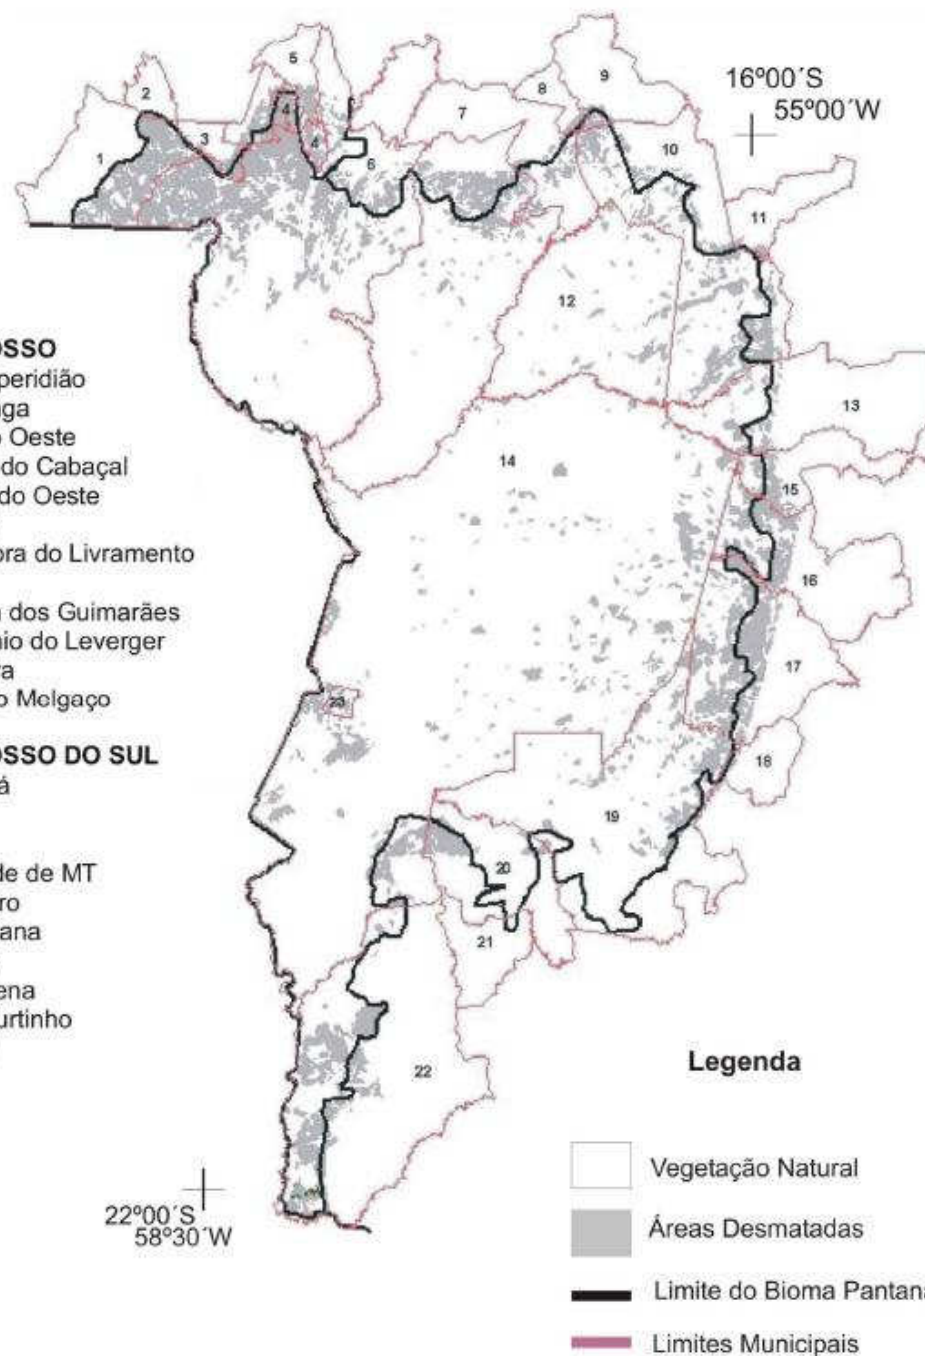 5
9
16º00´S
55º00´W
2
8
7
4
3
4
10
1
6
11
12
OSSO
peridião
nga
o Oeste
do Cabaçal
do Oeste
ora do Livramento
a dos Guimarães
nio do Leverger
ra
o Melgaço
13
14
15
16
17
23
18
OSSO DO SUL
á
de de MT
ro
ana
ena
urtinho
19
20
21
22
22º00´S
58º30´W
Legenda
Vegetação Natural
Áreas Desmatadas
Limite do Bioma Pantana
Limites Municipais